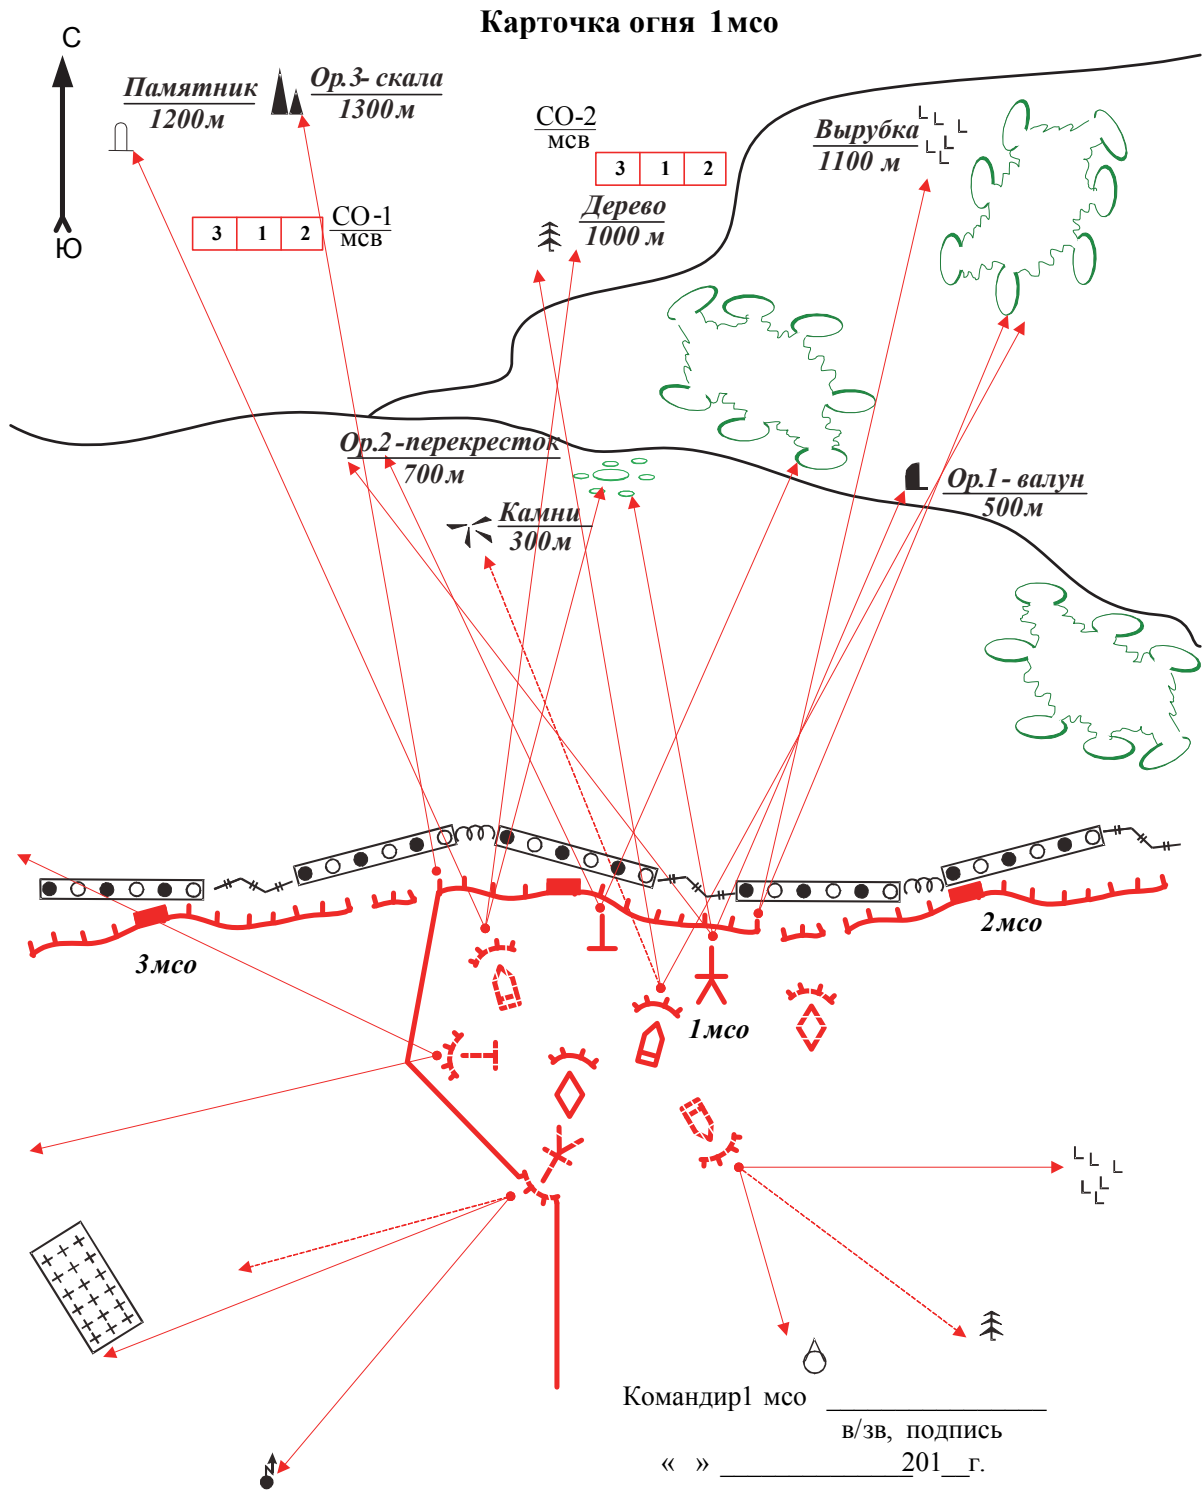 Карточка огня 1мсо
С
Ю
Памятник
1200м
Ор.3- скала
1300м
СО-2
мсв
3 1 2
Вырубка
1100 м
3 1 2
СО-1
мсв
Дерево
1000 м
Ор.2-перекресток
700м
Камни
300м
Ор.1- валун
500м
3мсо
2мсо
1мсо
Командир1 мсо ________________
в/зв, подпись
« » ______________201__г.